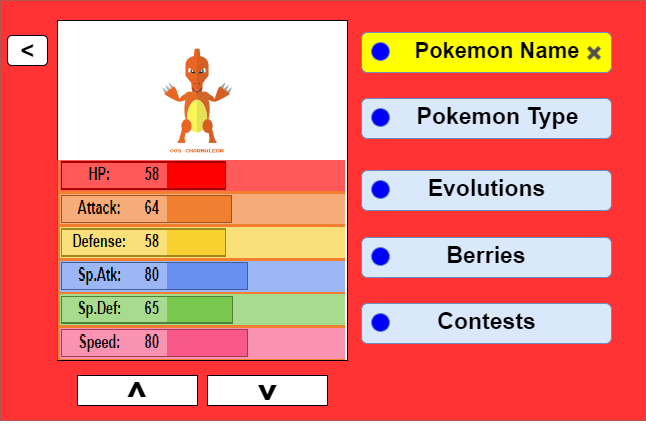 <
005 CHARMALEON
HP: 58
Attack: 64
Defense: 58
Sp.Atk: 80
Sp.Def: 65
Speed: 80
Pokemon Name
Pokemon Type
Evolutions
Berries
Contests